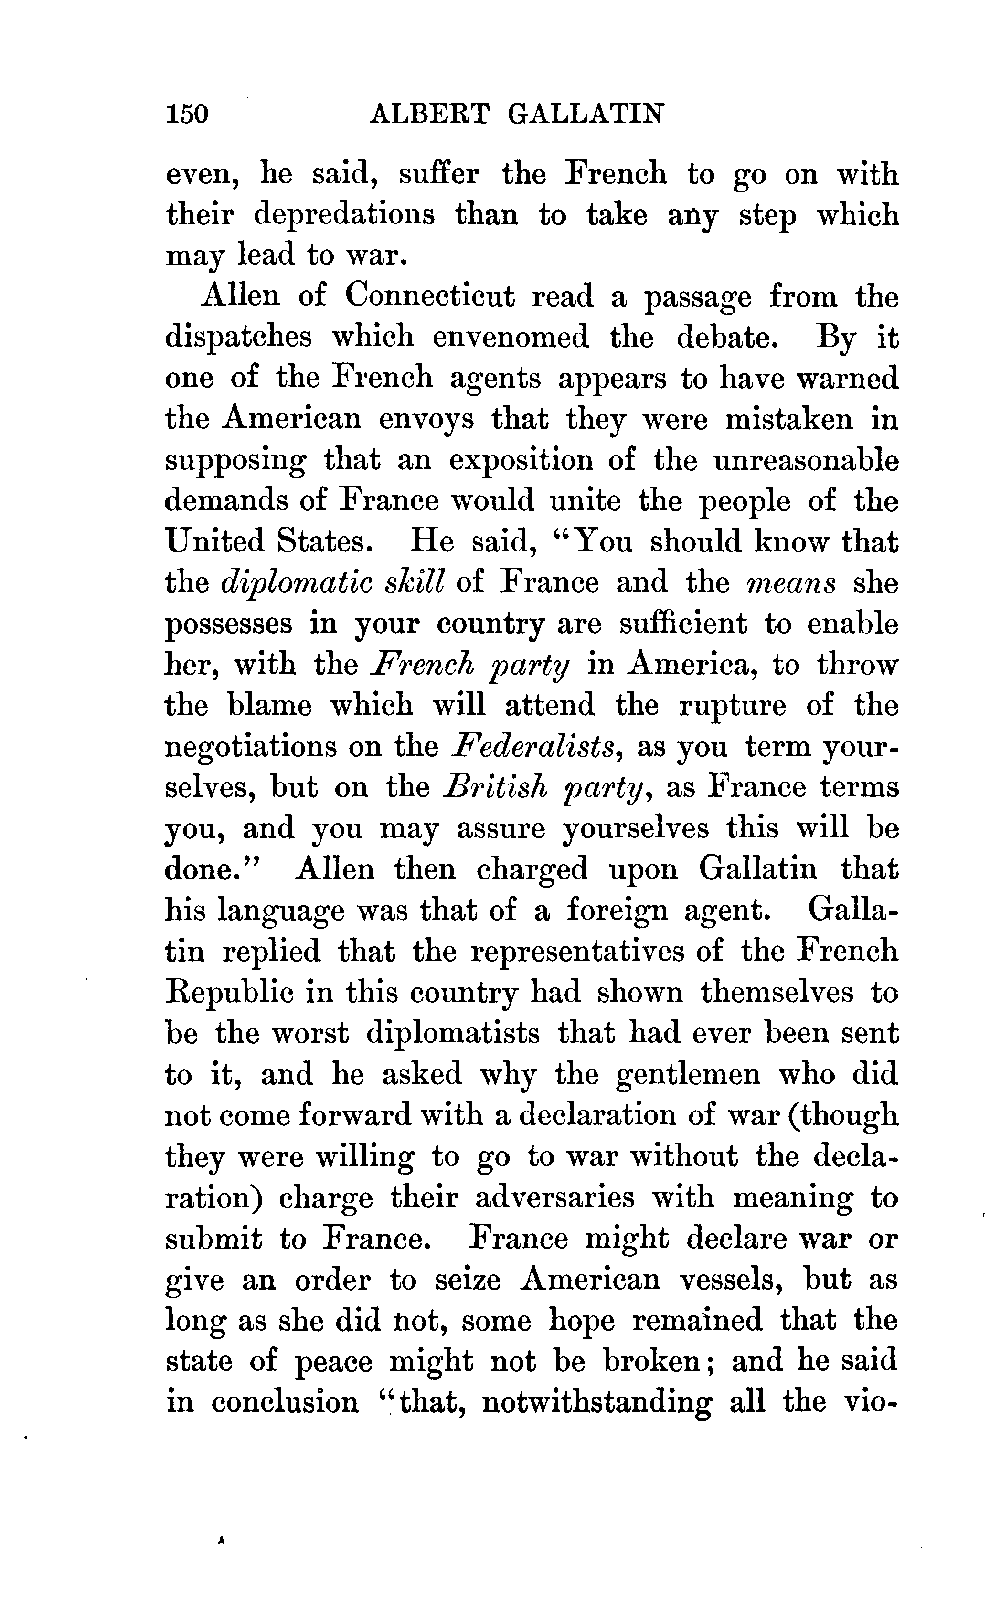 150 ALBERT GALLATIN
even, he said, suffer the French to go on with
their depredations than to take any step which
may lead to war.
Allen of Connecticut read a passage from the
dispatches which envenomed the debate. By it
one of the French agents appears to have warned
the American envoys that they were mistaken in
supposing that an exposition of the unreasonable
demands of France would unite the people of the
United States. He said, “You should know that
the diplomatic skill of France and the means she
possesses in your country are sufficient to enable
her, with the French party in America, to throw
the blame which will attend the rupture of the
negotiations on the Federalists, as you term your-
selves, but on the British party, as France terms
you, and you may assure yourselves this will be
done.” Allen then charged upon Gallatin that
his language was that of a foreign agent. Galla-
tin replied that the representatives of the French
Republic in this country had shown themselves to
be the worst diplomatists that had ever been sent
to it, and he asked why the gentlemen who did
not come forward with a declaration of war (though
they were willing to go to war without the decla-
ration) charge their adversaries with meaning to
submit to France. France might declare war or
give an order to seize American vessels, but as
long as she did not, some hope remained that the
state of peace might not be broken; and he said
in conclusion “that, notwithstanding all the vio-